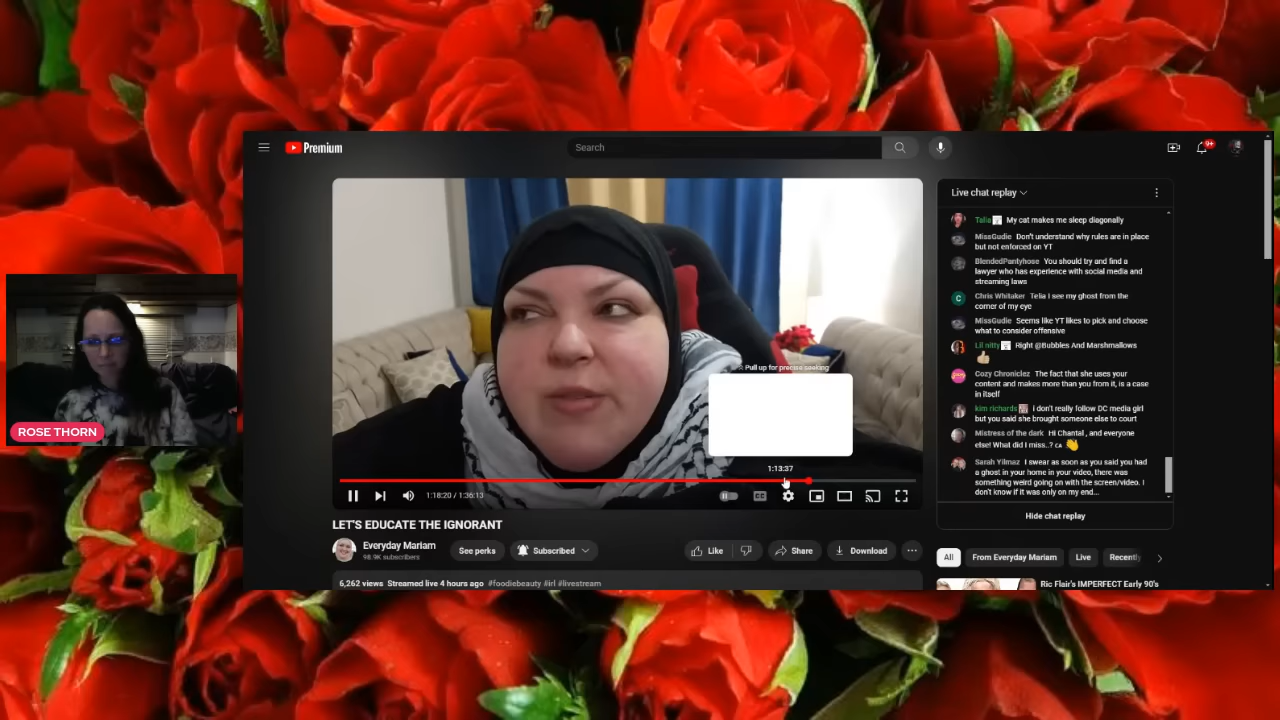 Premium
Search
9+
Live chat replay
Talia My cat makes me sleep diagonally
MissGudie Don't understand why rules are in place
but not enforced on YT
BlendedPantyhose You should try and find a
lawyer who has experience with social media and
streaming laws
C
Chris Whitaker Telia I see my ghost from the
corner of my eye
MissGudie Seems like YT likes to pick and choose
what to consider offensive
Lil nitty Right @Bubbles And Marshmallows
Cozy Chroniclez The fact that she uses your
content and makes more than you from it, is a case
in itself
kim richards i don't really follow DC media girl
but you said she brought someone else to court
Mistress of the dark Hi Chantal , and everyone
else! What did I miss..?
Sarah Yilmaz I swear as soon as you said you had
a ghost in your home in your video, there was
something weird going on with the screen/video. I
don't know if it was only on my end...
Hide chat replay
Pull up for precise seeking
1:13:37
1:18:20 / 1:36:13
CC
ROSE THORN
LET'S EDUCATE THE IGNORANT
Everyday Mariam
98.9K subscribers
See perks
Subscribed
Like
Share
Download
6,262 views Streamed live 4 hours ago #foodiebeauty #irl #livestream
All
From Everyday Mariam
Live
Recently
Ric Flair's IMPERFECT Early 90's